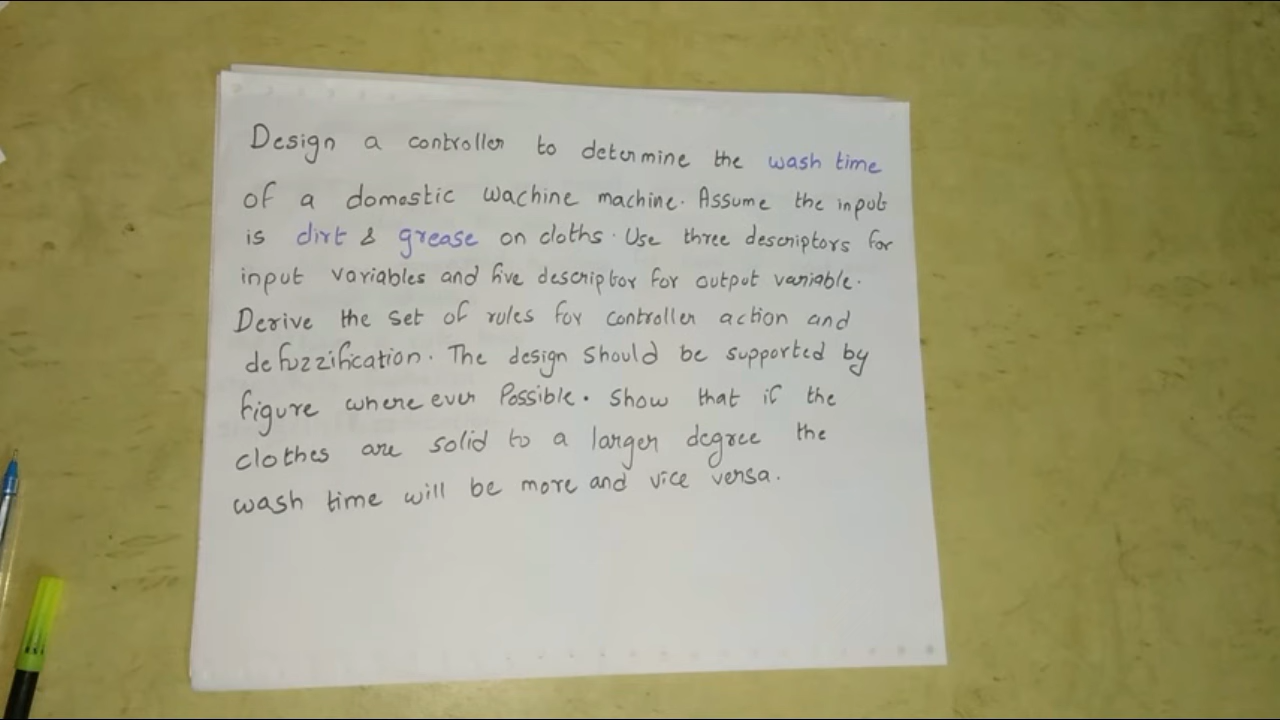 Design a controller to determine the wash time
of a domestic wachine machine. Assume the input
is dirt & grease on cloths. Use three descriptors for
input variables and five descriptor for output variable.
Derive the set of rules for controller action and
defuzzification. The design should be supported by
figure where ever Possible. Show that if the
clothes are solid to a larger degree the
wash time will be more and vice versa.